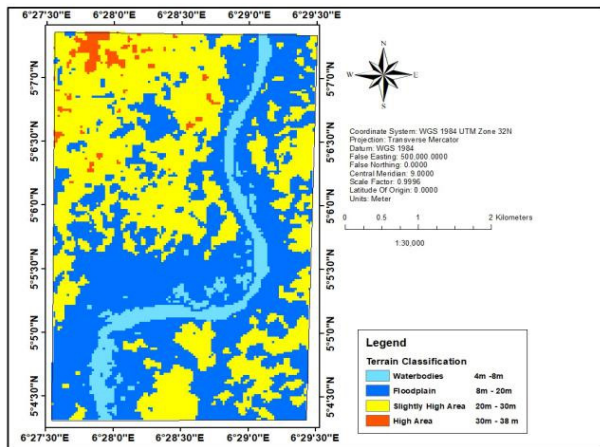 6°27'30"E 6°28'0"E 6°28'30"E 6°29'0"E 6°29'30"E
5°7'0"N
5°6'30"N
5°6'0"N
5°5'30"N
5°5'0"N
5°4'30"N
5°7'0"N
5°6'30"N
5°6'0"N
5°5'30"N
5°5'0"N
5°4'30"N
6°27'30"E 6°28'0"E 6°28'30"E 6°29'0"E 6°29'30"E
N
W E
S
Coordinate System: WGS 1984 UTM Zone 32N
Projection: Transverse Mercator
Datum: WGS 1984
False Easting: 500,000.0000
False Northing: 0.0000
Central Meridian: 9.0000
Scale Factor: 0.9996
Latitude Of Origin: 0.0000
Units: Meter
0 0.5 1 2 Kilometers
1:30,000
Legend
Terrain Classification
Waterbodies 4m -8m
Floodplain 8m - 20m
Slightly High Area 20m - 30m
High Area 30m - 38 m